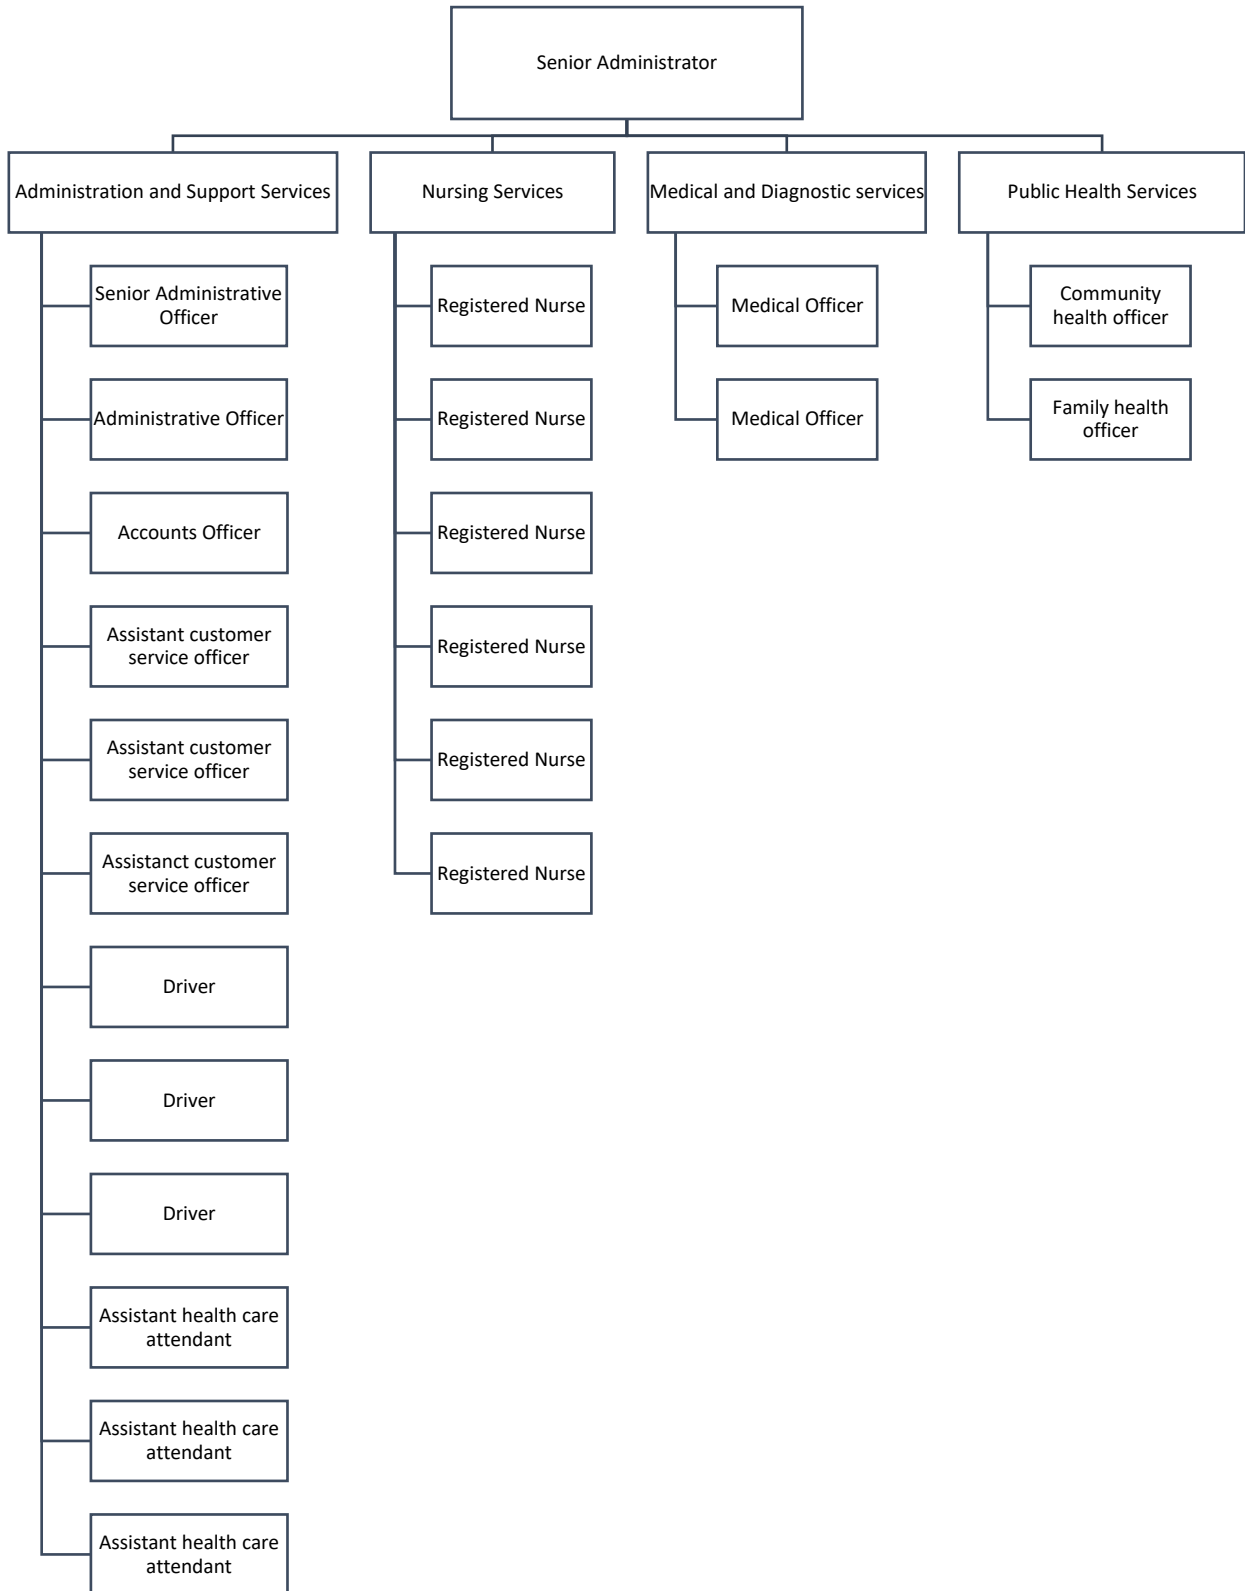 Senior Administrator
Administration and Support Services
Nursing Services
Medical and Diagnostic services
Public Health Services
Senior Administrative
Officer
Administrative Officer
Accounts Officer
Assistant customer
service officer
Assistant customer
service officer
Assistanct customer
service officer
Driver
Driver
Driver
Assistant health care
attendant
Assistant health care
attendant
Assistant health care
attendant
Registered Nurse
Registered Nurse
Registered Nurse
Registered Nurse
Registered Nurse
Registered Nurse
Medical Officer
Medical Officer
Community
health officer
Family health
officer